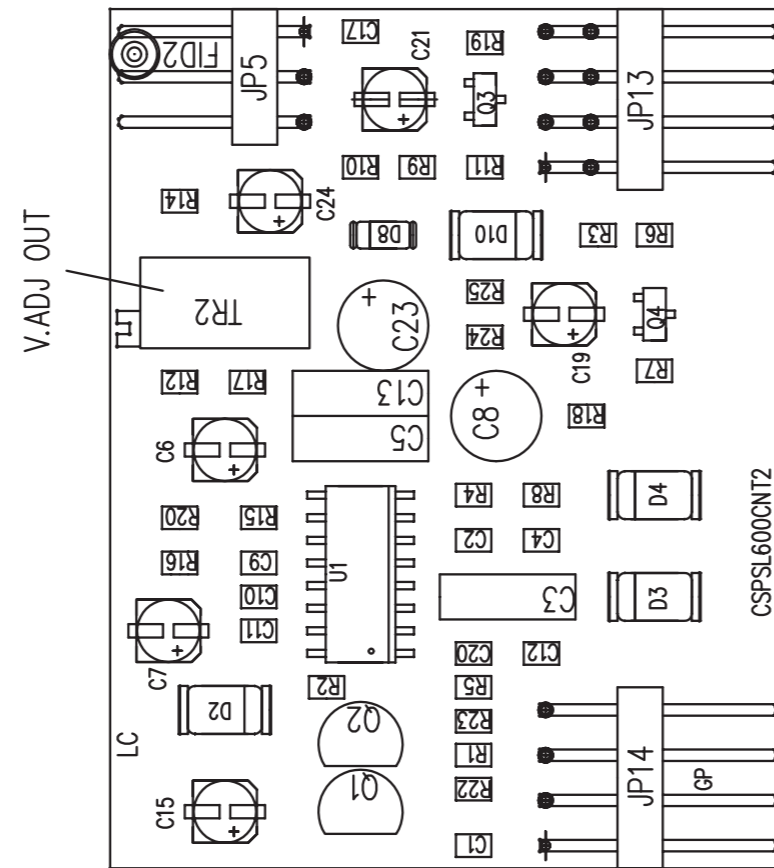 C17
C21
R19
FID2
JP5
Q3
JP13
R10
R9
R11
R14
C24
D8
D10
R3
R6
V.ADJ OUT
TR2
C23
R25
R24
C19
Q4
R12
R17
C13
R7
C5
C8
R18
C6
R4
R8
D4
R20
R15
C2
C4
R16
C9
U1
CSPSL600CNT2
C10
C3
D3
C11
C7
C20
C12
R2
R5
D2
Q2
R23
LC
R1
JP14
GP
Q1
R22
C15
C1